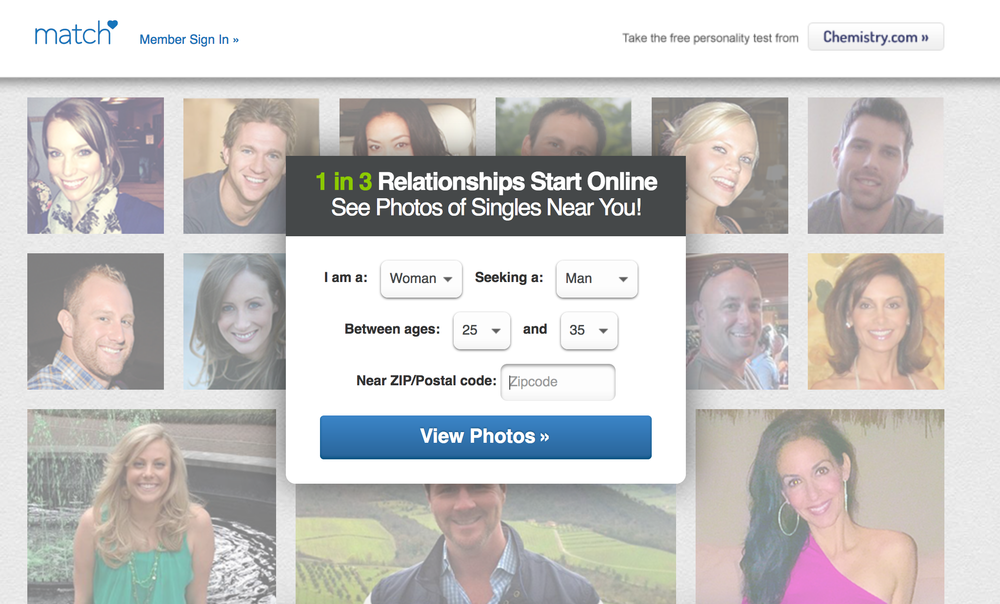 match
Member Sign In »
Take the free personality test from
Chemistry.com »
1 in 3 Relationships Start Online
See Photos of Singles Near You!
I am a: Woman Seeking a: Man
Between ages: 25 and 35
Near ZIP/Postal code: Zipcode
View Photos »